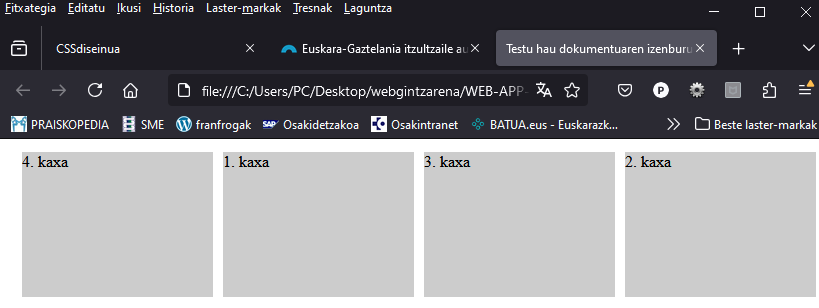 Fitxategia Editatu Ikusi Historia Laster-markak Tresnak Laguntza
CSSdiseinua Euskara-Gaztelania itzultzaile au Testu hau dokumentuaren izenburu
file:///C:/Users/PC/Desktop/webgintzarena/WEB-APP-
PRAISKOPEDIA SME franfrogak SAP Osakidetzakoa Osakintranet BATUA.eus - Euskarazk... Beste laster-markak
4. kaxa 1. kaxa 3. kaxa 2. kaxa